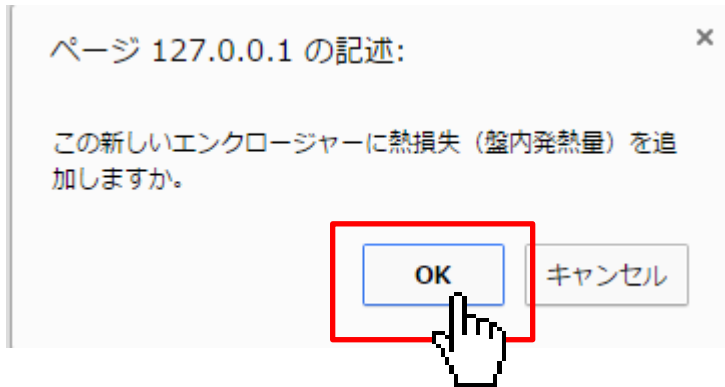 ページ 127.0.0.1 の記述:
×
この新しいエンクロージャーに熱損失（盤内発熱量）を追
加しますか。
OK
キャンセル